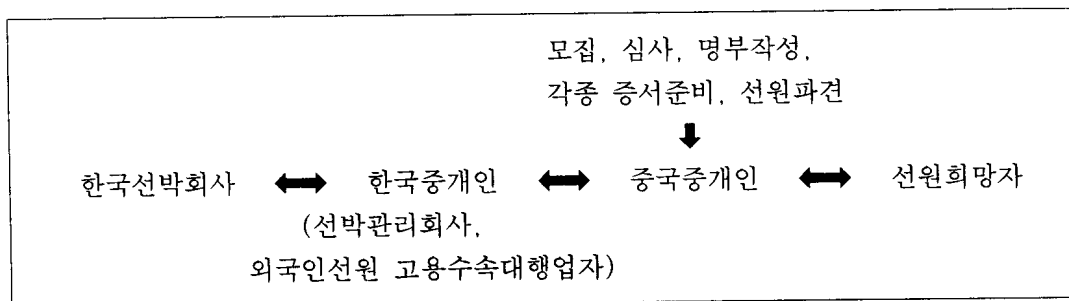 모집, 심사, 명부작성,
각종 증서준비, 선원파견
한국선박회사 한국중개인 중국중개인 선원희망자
(선박관리회사,
외국인선원 고용수속대행업자)